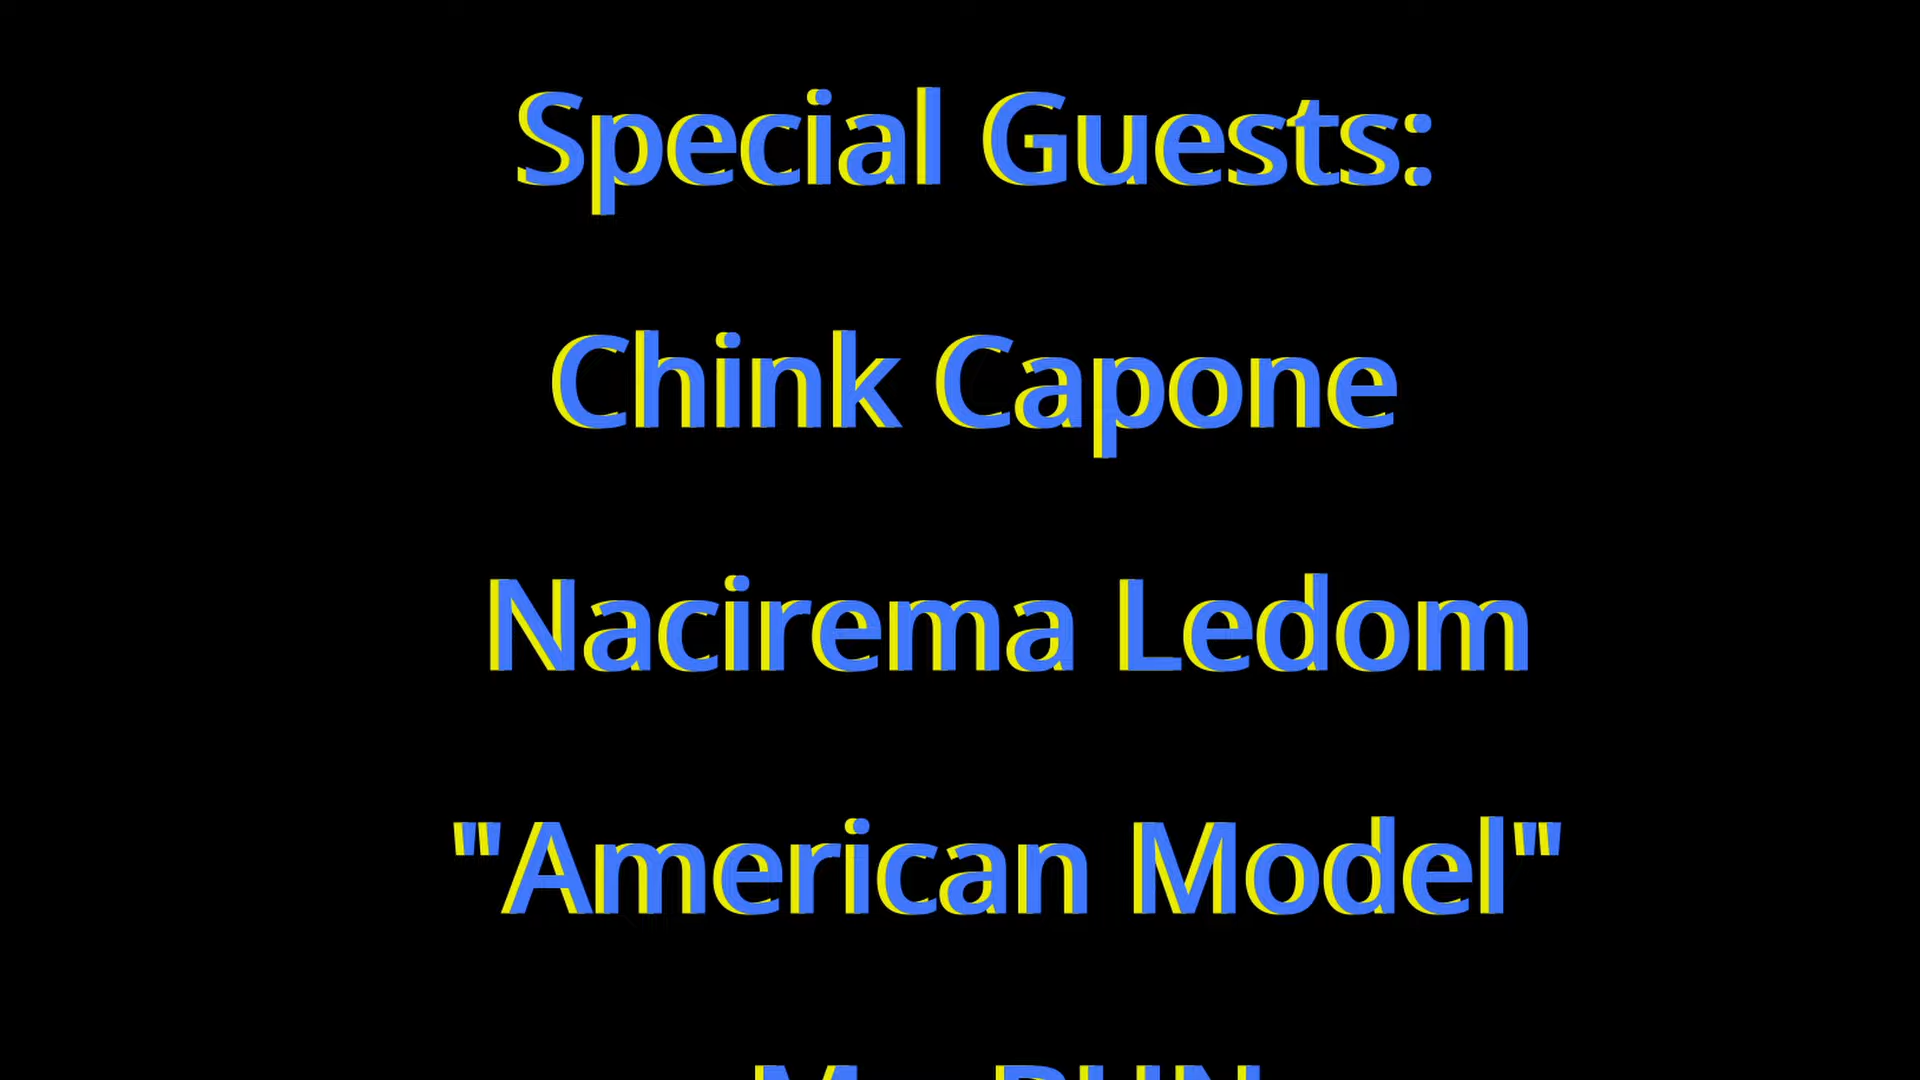 Special Guests:
Chink Capone
Nacirema Ledom
"American Model"